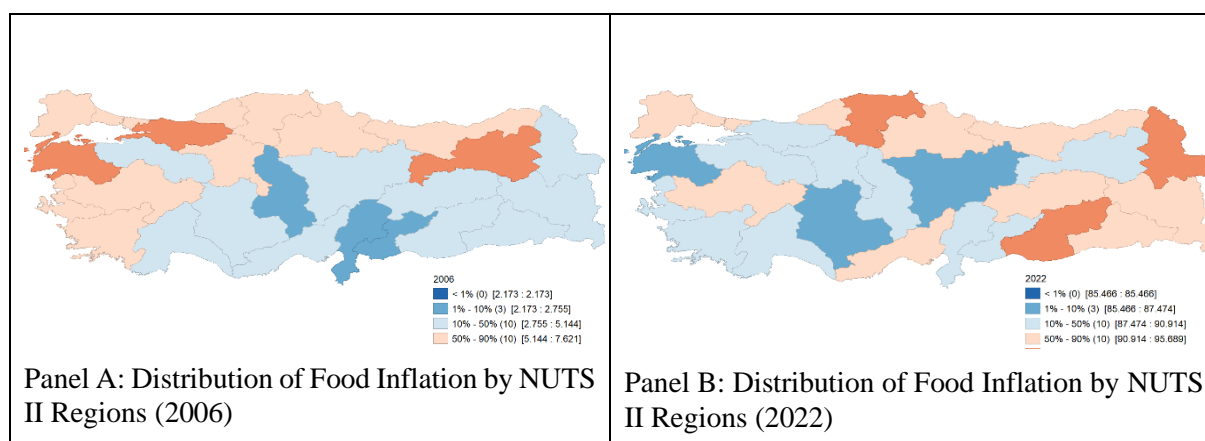 2006
< 1% (0) [2.173 : 2.173]
1% - 10% (3) [2.173 : 2.755]
10% - 50% (10) [2.755 : 5.144]
50% - 90% (10) [5.144 : 7.621]
Panel A: Distribution of Food Inflation by NUTS
II Regions (2006)
2022
< 1% (0) [85.466 : 85.466]
1% - 10% (3) [85.466 : 87.474]
10% - 50% (10) [87.474 : 90.914]
50% - 90% (10) [90.914 : 95.689]
Panel B: Distribution of Food Inflation by NUTS
II Regions (2022)